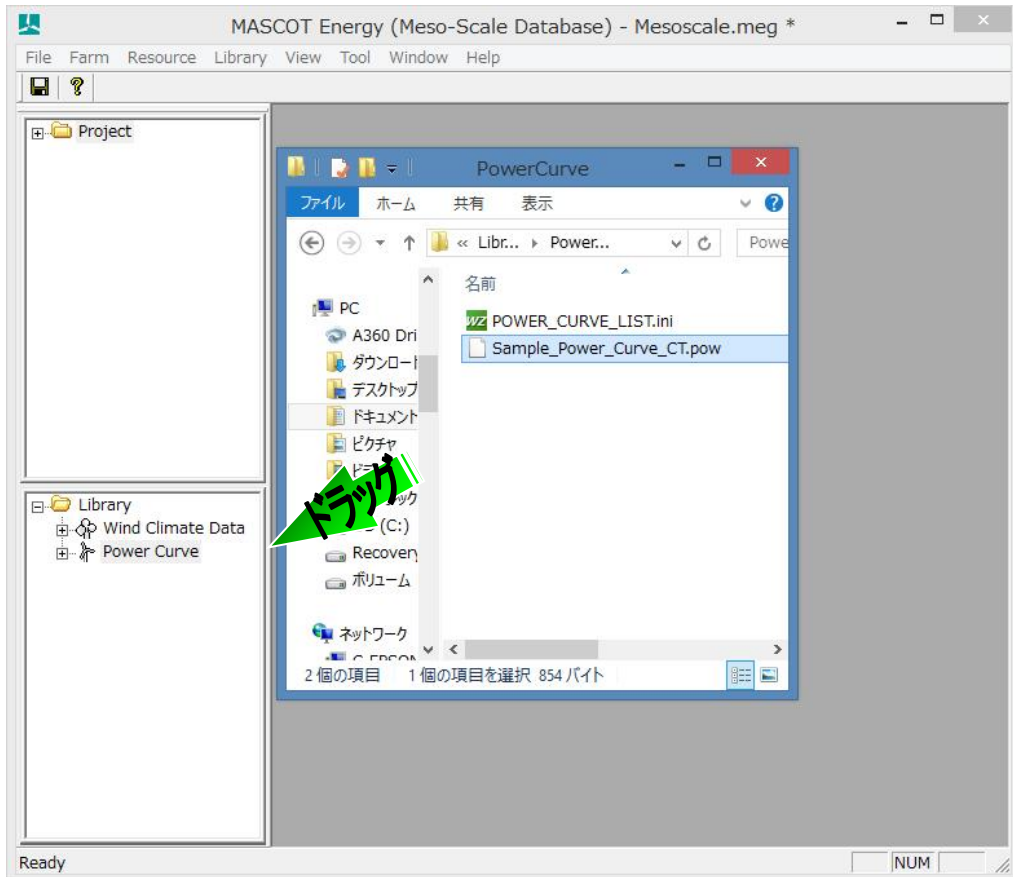 MASCOT Energy (Meso-Scale Database) - Mesoscale.meg *
File Farm Resource Library View Tool Window Help
Project
PowerCurve
ファイル ホーム 共有 表示
« Libr... Power... Powe
名前
PC
POWER_CURVE_LIST.ini
A360 Dri
Sample_Power_Curve_CT.pow
ダウンロード
デスクトップ
ドキュメント
ピクチャ
ドラッグ
(C:)
Recovery
ボリューム
ネットワーク
2 個の項目 1 個の項目を選択 854 バイト
Library
Wind Climate Data
Power Curve
Ready NUM